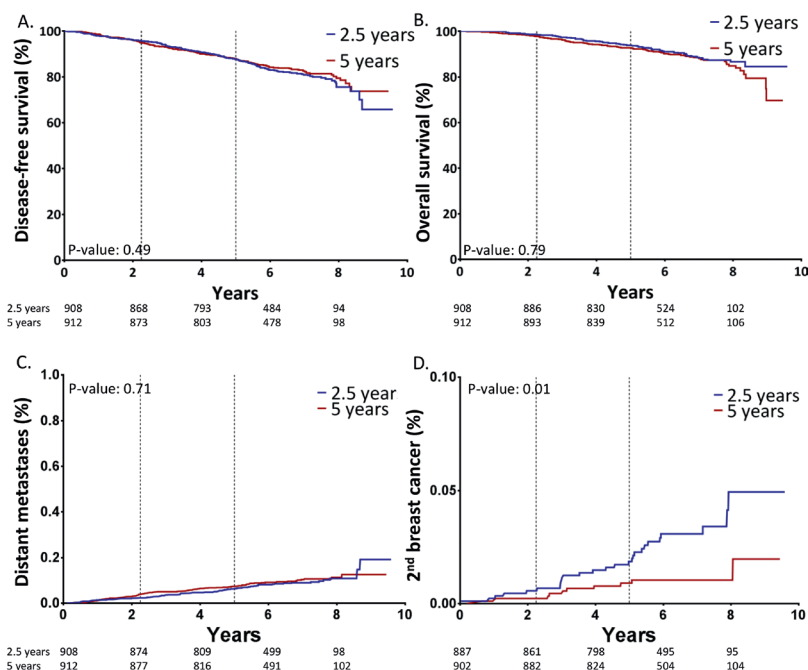 A.
2.5 years
5 years
Disease-free survival (%)
100
80
60
40
20
0
P-value: 0.49
0 2 4 6 8 10
Years
2.5 years 908 868 793 484 94
5 years 912 873 803 478 98
B.
2.5 years
5 years
Overall survival (%)
100
80
60
40
20
0
P-value: 0.79
0 2 4 6 8 10
Years
908 886 830 524 102
912 893 839 512 106
C.
P-value: 0.71
2.5 year
5 years
Distant metastases (%)
1.0
0.8
0.6
0.4
0.2
0.0
0 2 4 6 8 10
Years
2.5 years 908 874 809 499 98
5 years 912 877 816 491 102
D.
P-value: 0.01
2.5 years
5 years
2nd breast cancer (%)
0.10
0.05
0.00
0 2 4 6 8 10
Years
887 861 798 495 95
902 882 824 504 104